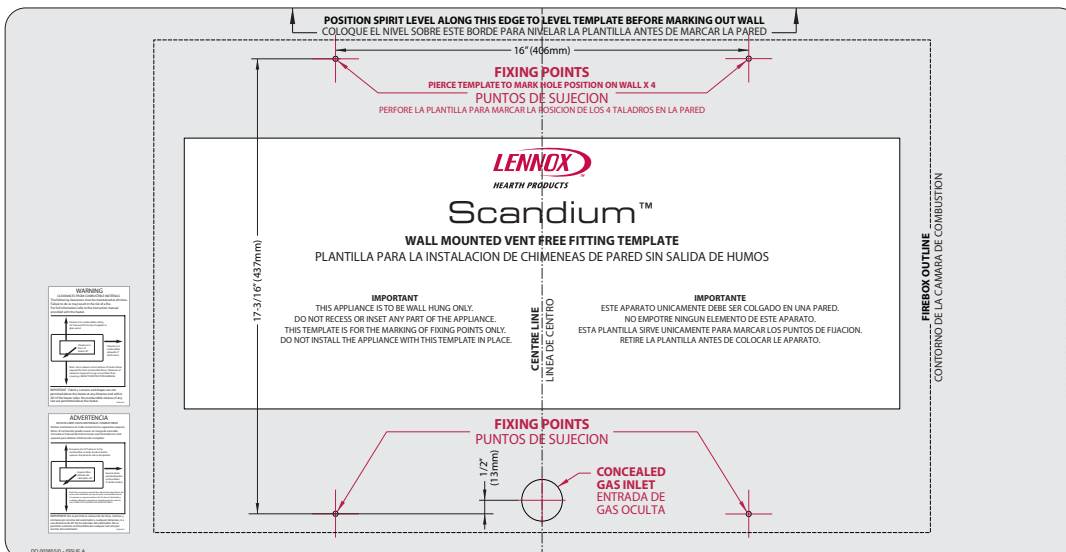 POSITION SPIRIT LEVEL ALONG THIS EDGE TO LEVEL TEMPLATE BEFORE MARKING OUT WALL
COLOQUE EL NIVEL SOBRE ESTE BORDE PARA NIVELAR LA PLANTILLA ANTES DE MARCAR LA PARED
16" (406mm)
FIXING POINTS
PIERCE TEMPLATE TO MARK HOLE POSITION ON WALL X 4
PUNTOS DE SUJECION
PERFORE LA PLANTILLA PARA MARCAR LA POSICION DE LOS 4 TALADROS EN LA PARED
17-3/16" (437mm)
LENNOX
HEARTH PRODUCTS
Scandium™
WALL MOUNTED VENT FREE FITTING TEMPLATE
PLANTILLA PARA LA INSTALACION DE CHIMENEAS DE PARED SIN SALIDA DE HUMOS
IMPORTANT
THIS APPLIANCE IS TO BE WALL HUNG ONLY.
DO NOT RECESS OR INSET ANY PART OF THE APPLIANCE.
THIS TEMPLATE IS FOR THE MARKING OF FIXING POINTS ONLY.
DO NOT INSTALL THE APPLIANCE WITH THIS TEMPLATE IN PLACE.
CENTRE LINE
LINEA DE CENTRO
IMPORTANTE
ESTE APARATO UNICAMENTE DEBE SER COLGADO EN UNA PARED.
NO EMPOTRE NINGUN ELEMENTO DE ESTE APARATO.
ESTA PLANTILLA SIRVE UNICAMENTE PARA MARCAR LOS PUNTOS DE FIJACION.
RETIRE LA PLANTILLA ANTES DE COLOCAR LE APARATO.
FIREBOX OUTLINE
CONTORNO DE LA CAMARA DE COMBUSTION
WARNING
CLEARANCES FROM COMBUSTIBLE MATERIALS
ADVERTENCIA
FIXING POINTS
PUNTOS DE SUJECION
1/2"
(13mm)
CONCEALED
GAS INLET
ENTRADA DE
GAS OCULTA